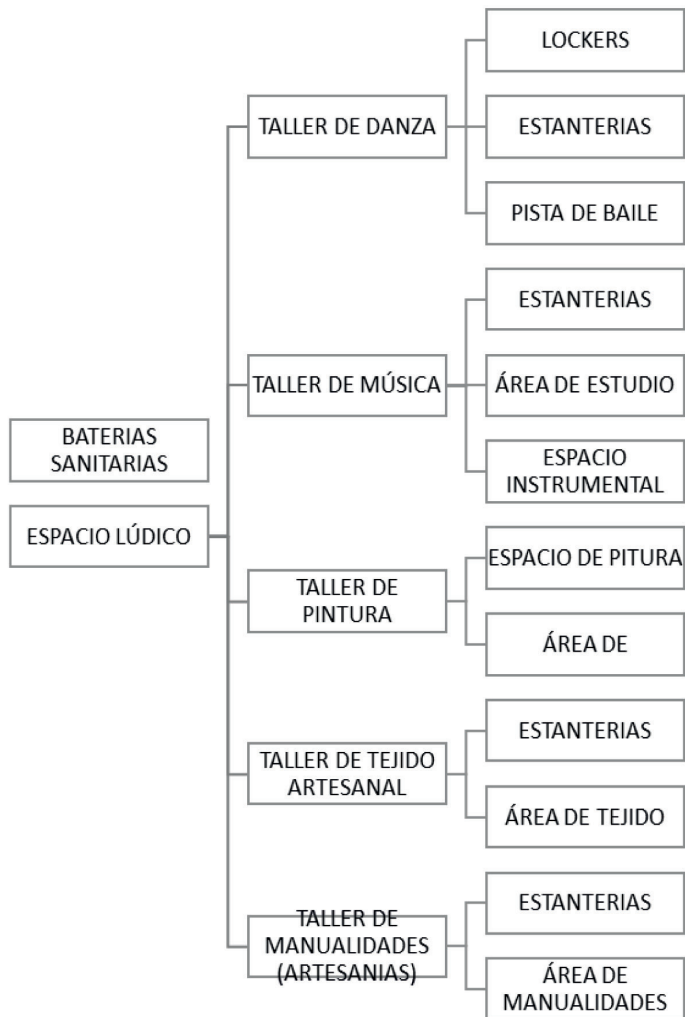 LOCKERS
TALLER DE DANZA
ESTANTERIAS
PISTA DE BAILE
ESTANTERIAS
TALLER DE MÚSICA
ÁREA DE ESTUDIO
ESPACIO
INSTRUMENTAL
BATERIAS
SANITARIAS
ESPACIO LÚDICO
ESPACIO DE PITURA
TALLER DE
PINTURA
ÁREA DE
ESTANTERIAS
TALLER DE TEJIDO
ARTESANAL
ÁREA DE TEJIDO
ESTANTERIAS
TALLER DE
MANUALIDADES
(ARTESANIAS)
ÁREA DE
MANUALIDADES